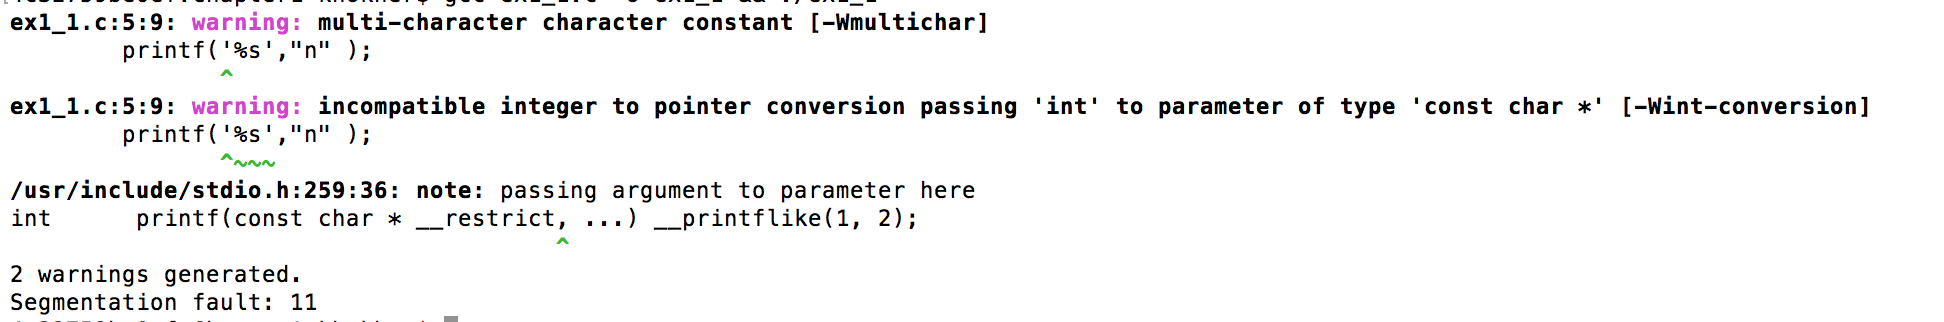 ex1_1.c:5:9: warning: multi-character character constant [-Wmultichar]
printf('%s',"n" );
^
ex1_1.c:5:9: warning: incompatible integer to pointer conversion passing 'int' to parameter of type 'const char *' [-Wint-conversion]
printf('%s',"n" );
^~~~
/usr/include/stdio.h:259:36: note: passing argument to parameter here
int      printf(const char * __restrict, ...) __printflike(1, 2);
^
2 warnings generated.
Segmentation fault: 11